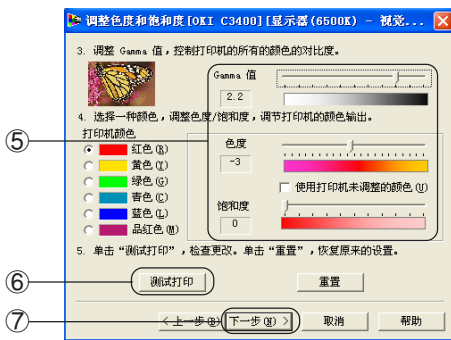 调整色度和饱和度[OKI C3400][显示器(6500K) - 视觉...
3. 调整 Gamma 值，控制打印机的所有的颜色的对比度。
Gamma 值
2.2
4. 选择一种颜色，调整色度/饱和度，调节打印机的颜色输出。
打印机颜色
红色(R)
黄色(Y)
绿色(G)
青色(C)
蓝色(L)
品红色(M)
色度
-3
使用打印机未调整的颜色(U)
饱和度
0
5. 单击“测试打印”，检查更改。单击“重置”，恢复原来的设置。
测试打印
重置
< 上一步(B)
下一步(N) >
取消
帮助
⑤
⑥
⑦